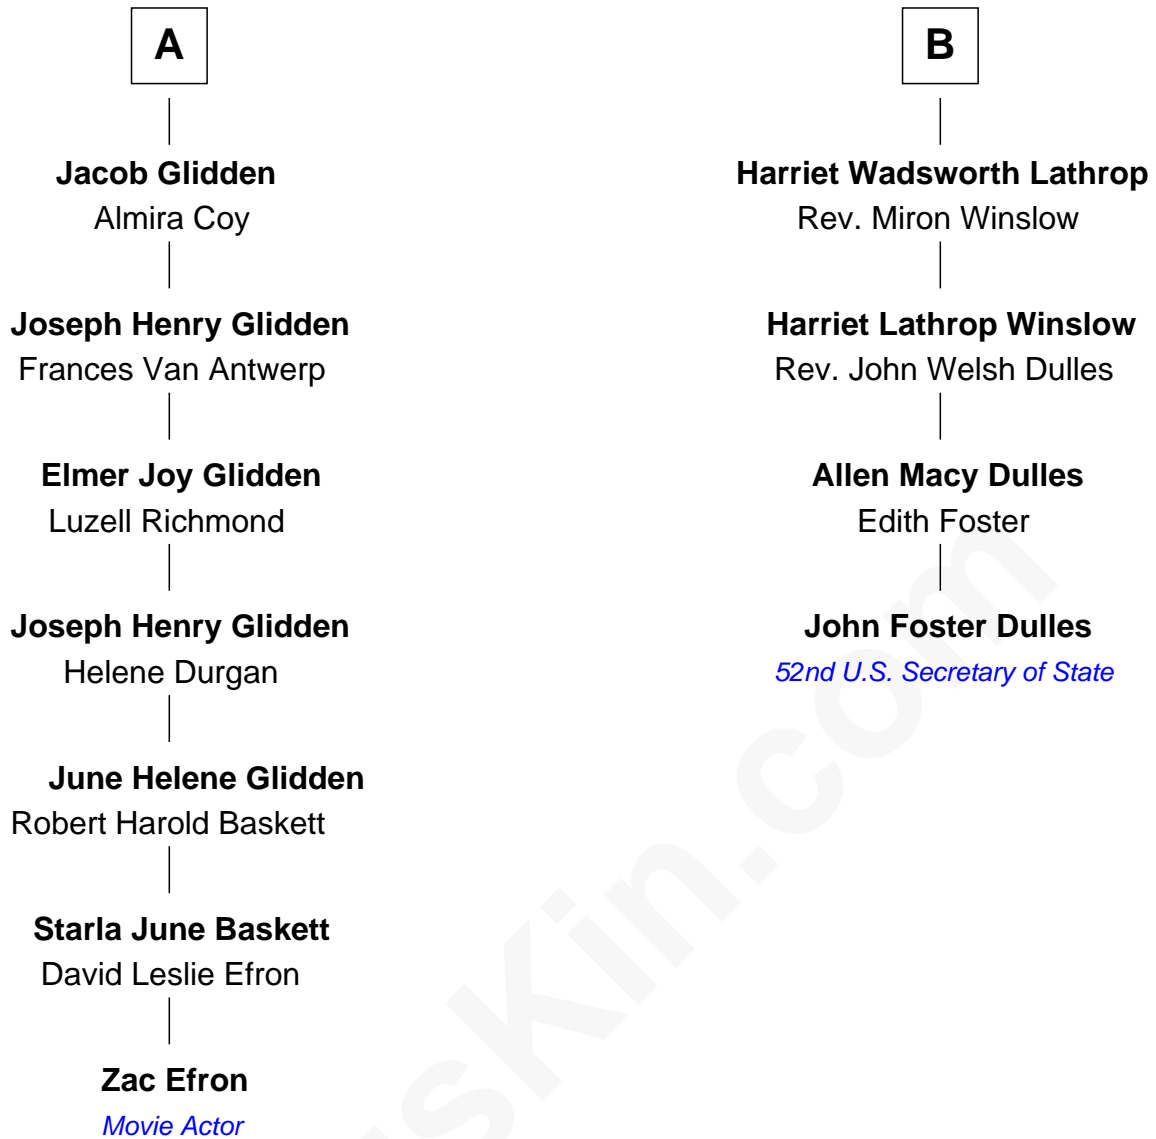 A
Jacob Glidden
Almira Coy
Joseph Henry Glidden
Frances Van Antwerp
Elmer Joy Glidden
Luzell Richmond
Joseph Henry Glidden
Helene Durgan
June Helene Glidden
Robert Harold Baskett
Starla June Baskett
David Leslie Efron
Zac Efron
Movie Actor
B
Harriet Wadsworth Lathrop
Rev. Miron Winslow
Harriet Lathrop Winslow
Rev. John Welsh Dulles
Allen Macy Dulles
Edith Foster
John Foster Dulles
52nd U.S. Secretary of State